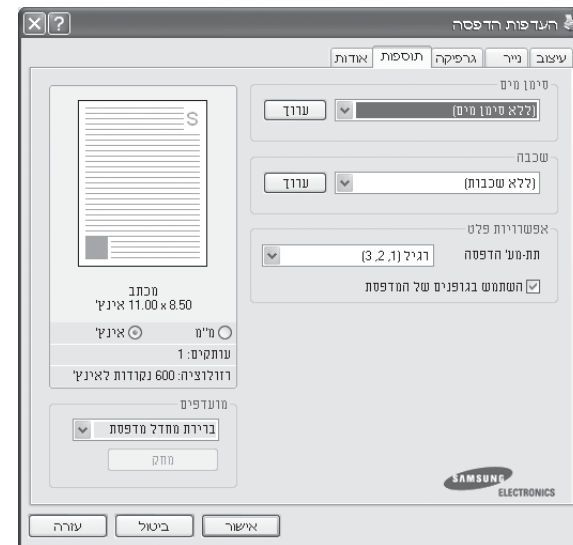 העדפות הדפסה
עיצוב נייר גרפיקה תוספות אודות
סימן מים
(ללא סימן מים)
ערוך
שכבה
(ללא שכבות)
ערוך
אפשרויות פלט
תת-מע' הדפסה
רגיל (1, 2, 3)
השתמש בגופנים של המדפסת
S
מכתב
8.50 x 11.00 אינץ'
מ"מ אינץ'
עותקים: 1
רזולוציה: 600 נקודות לאינץ'
מועדפים
ברירת מחדל מדפסת
מחק
SAMSUNG
ELECTRONICS
אישור ביטול עזרה